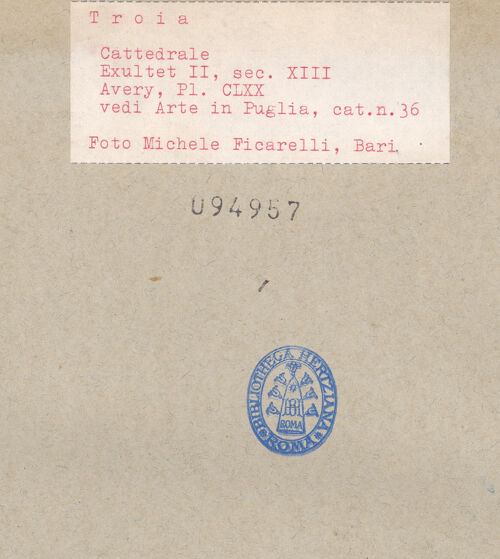 Troia
Cattedrale
Exultet II, sec. XIII
Avery, Pl. CLXX
vedi Arte in Puglia, cat.n.36
Foto Michele Ficarelli, Bari
U94957
BIBLIOTHECA HERTZIANA
ROMA
ROMA